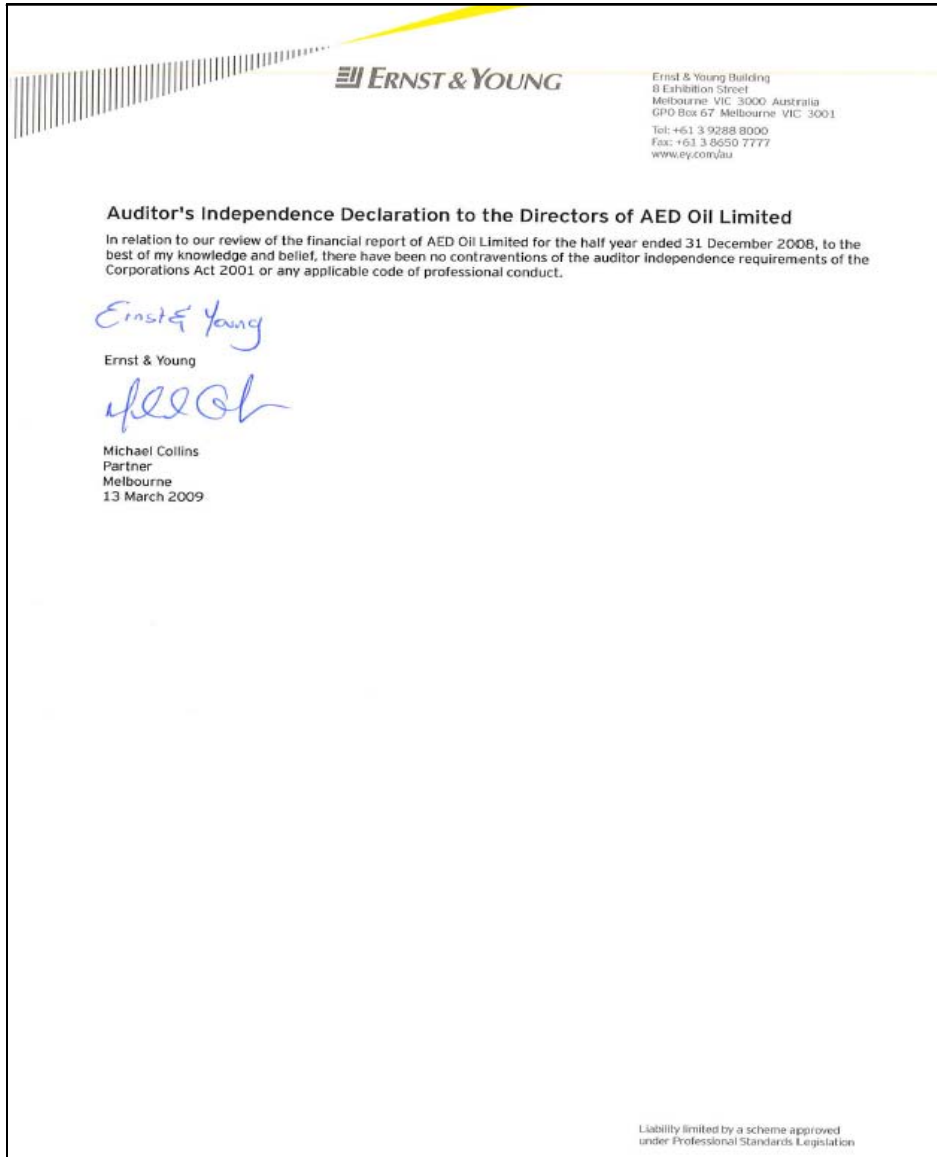 ERNST & YOUNG
Ernst & Young Building
8 Exhibition Street
Melbourne VIC 3000 Australia
GPO Box 67 Melbourne VIC 3001
Tel: +61 3 9288 8000
Fax: +61 3 8650 7777
www.ey.com/au
Auditor's Independence Declaration to the Directors of AED Oil Limited
In relation to our review of the financial report of AED Oil Limited for the half year ended 31 December 2008, to the
best of my knowledge and belief, there have been no contraventions of the auditor independence requirements of the
Corporations Act 2001 or any applicable code of professional conduct.
Ernst & Young
Ernst & Young
Michael Collins
Partner
Melbourne
13 March 2009
Liability limited by a scheme approved
under Professional Standards Legislation